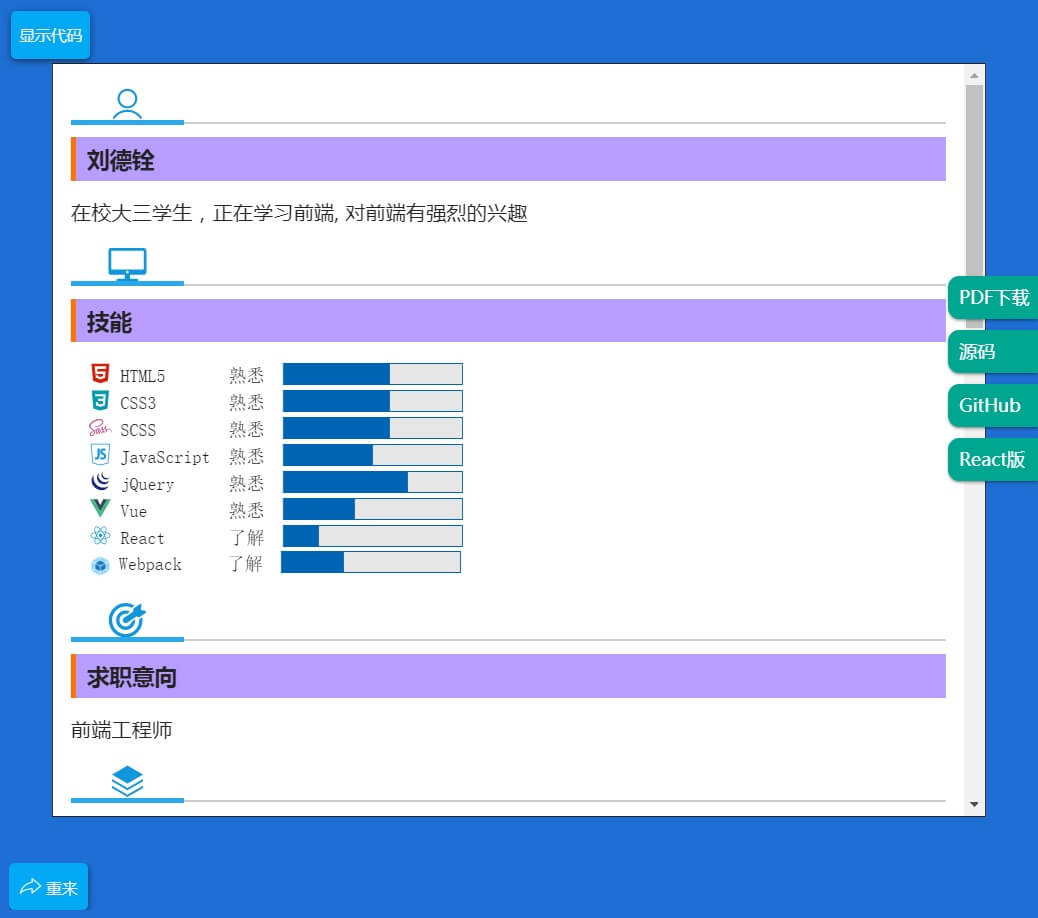 显示代码
刘德铨
在校大三学生，正在学习前端, 对前端有强烈的兴趣
PDF下载
技能
源码
HTML5 熟悉
CSS3 熟悉
GitHub
SCSS 熟悉
JavaScript 熟悉
React版
jQuery 熟悉
Vue 熟悉
React 了解
Webpack 了解
求职意向
前端工程师
重来